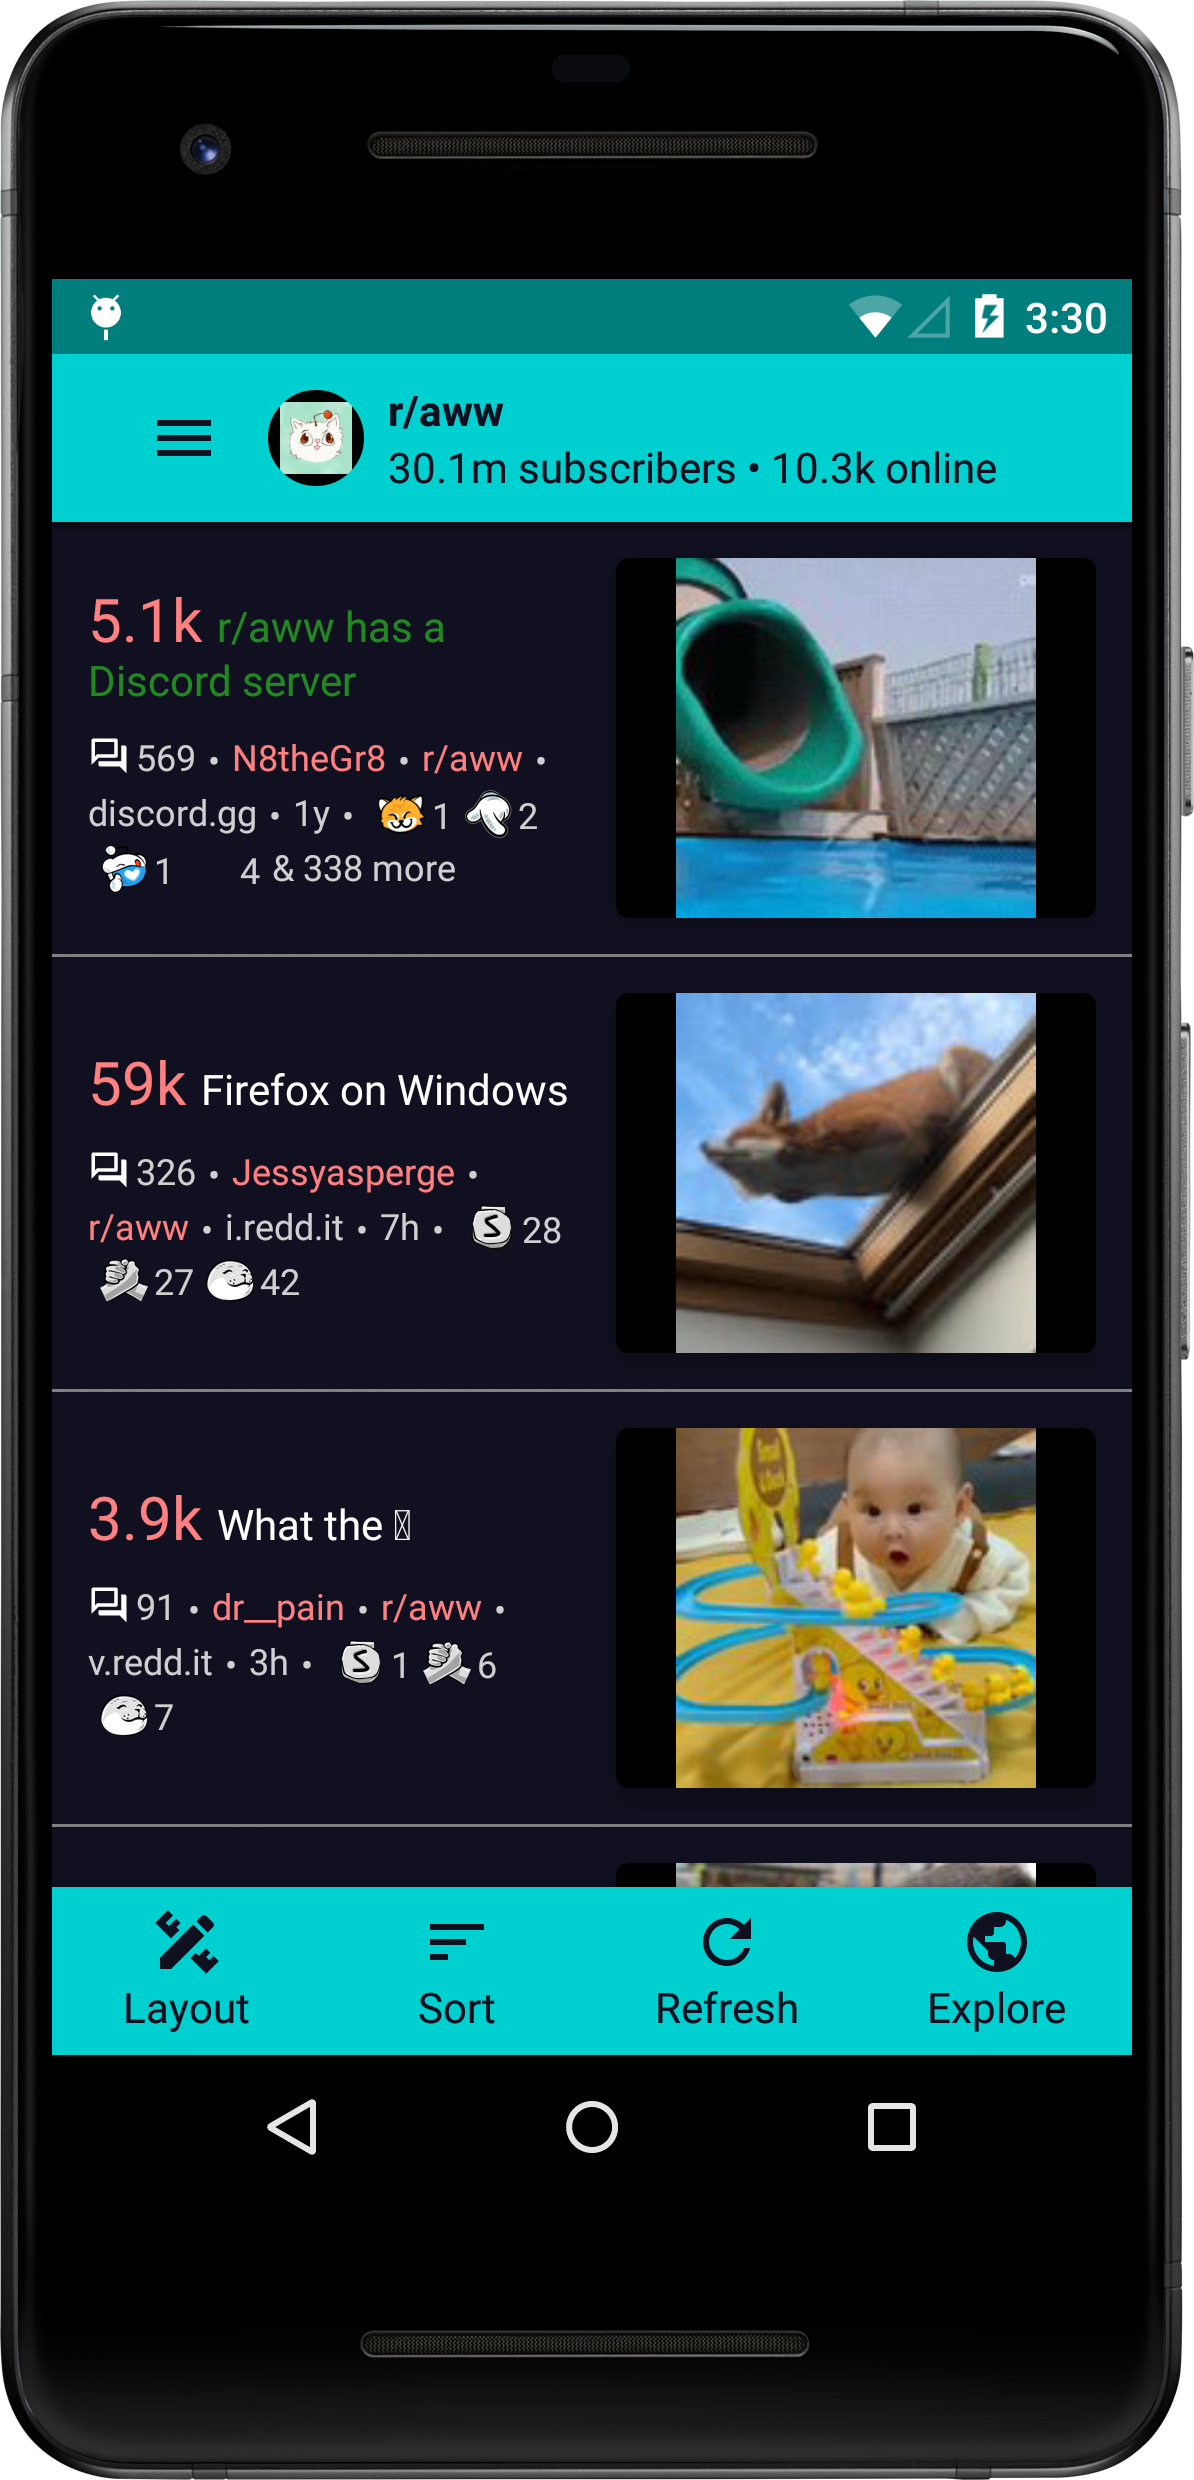 3:30
r/aww
30.1m subscribers • 10.3k online
5.1k r/aww has a
Discord server
569 • N8theGr8 • r/aww •
discord.gg • 1y • 1 2
1 4 & 338 more
59k Firefox on Windows
326 • Jessyasperge •
r/aww • i.redd.it • 7h • S 28
27 42
3.9k What the
91 • dr__pain • r/aww •
v.redd.it • 3h • S 1 6
7
Layout Sort Refresh Explore